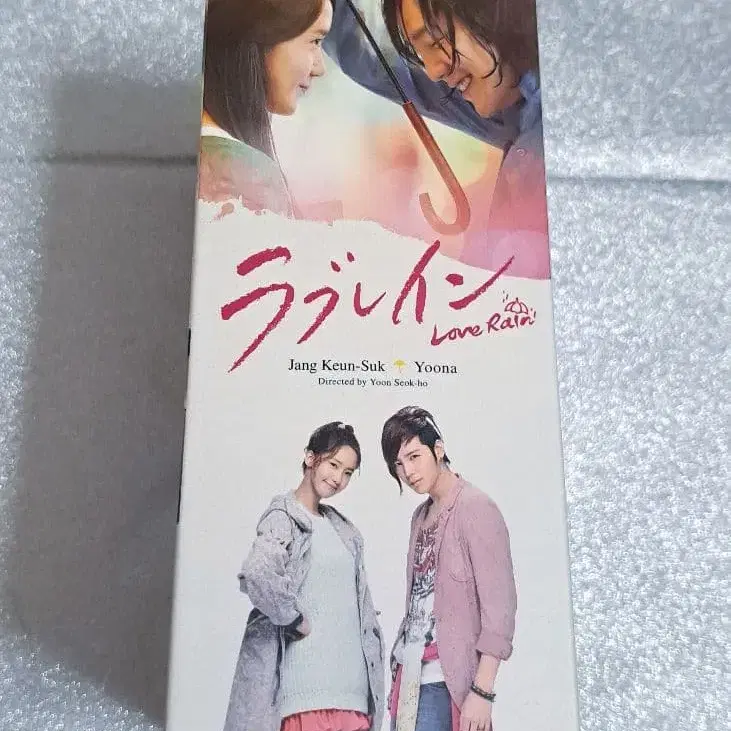 ラブレイン
Love Rain
Jang Keun-Suk Yoona
Directed by Yoon Seok-ho